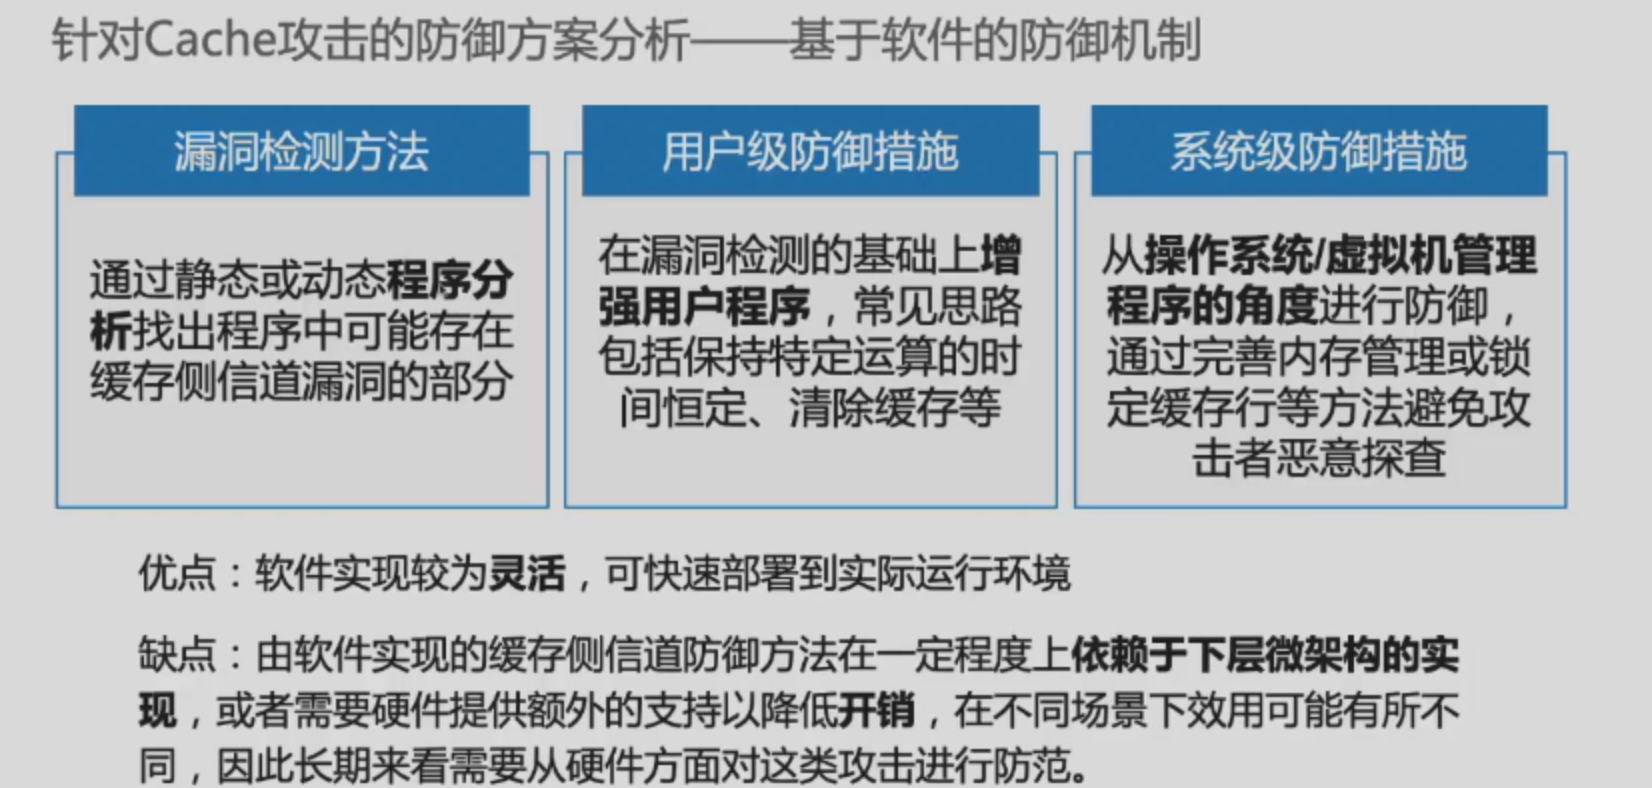 针对Cache攻击的防御方案分析——基于软件的防御机制
漏洞检测方法
通过静态或动态程序分
析找出程序中可能存在
缓存侧信道漏洞的部分
用户级防御措施
在漏洞检测的基础上增
强用户程序，常见思路
包括保持特定运算的时
间恒定、清除缓存等
系统级防御措施
从操作系统/虚拟机管理
程序的角度进行防御，
通过完善内存管理或锁
定缓存行等方法避免攻
击者恶意探查
优点：软件实现较为灵活，可快速部署到实际运行环境
缺点：由软件实现的缓存侧信道防御方法在一定程度上依赖于下层微架构的实
现，或者需要硬件提供额外的支持以降低开销，在不同场景下效用可能有所不
同，因此长期来看需要从硬件方面对这类攻击进行防范。